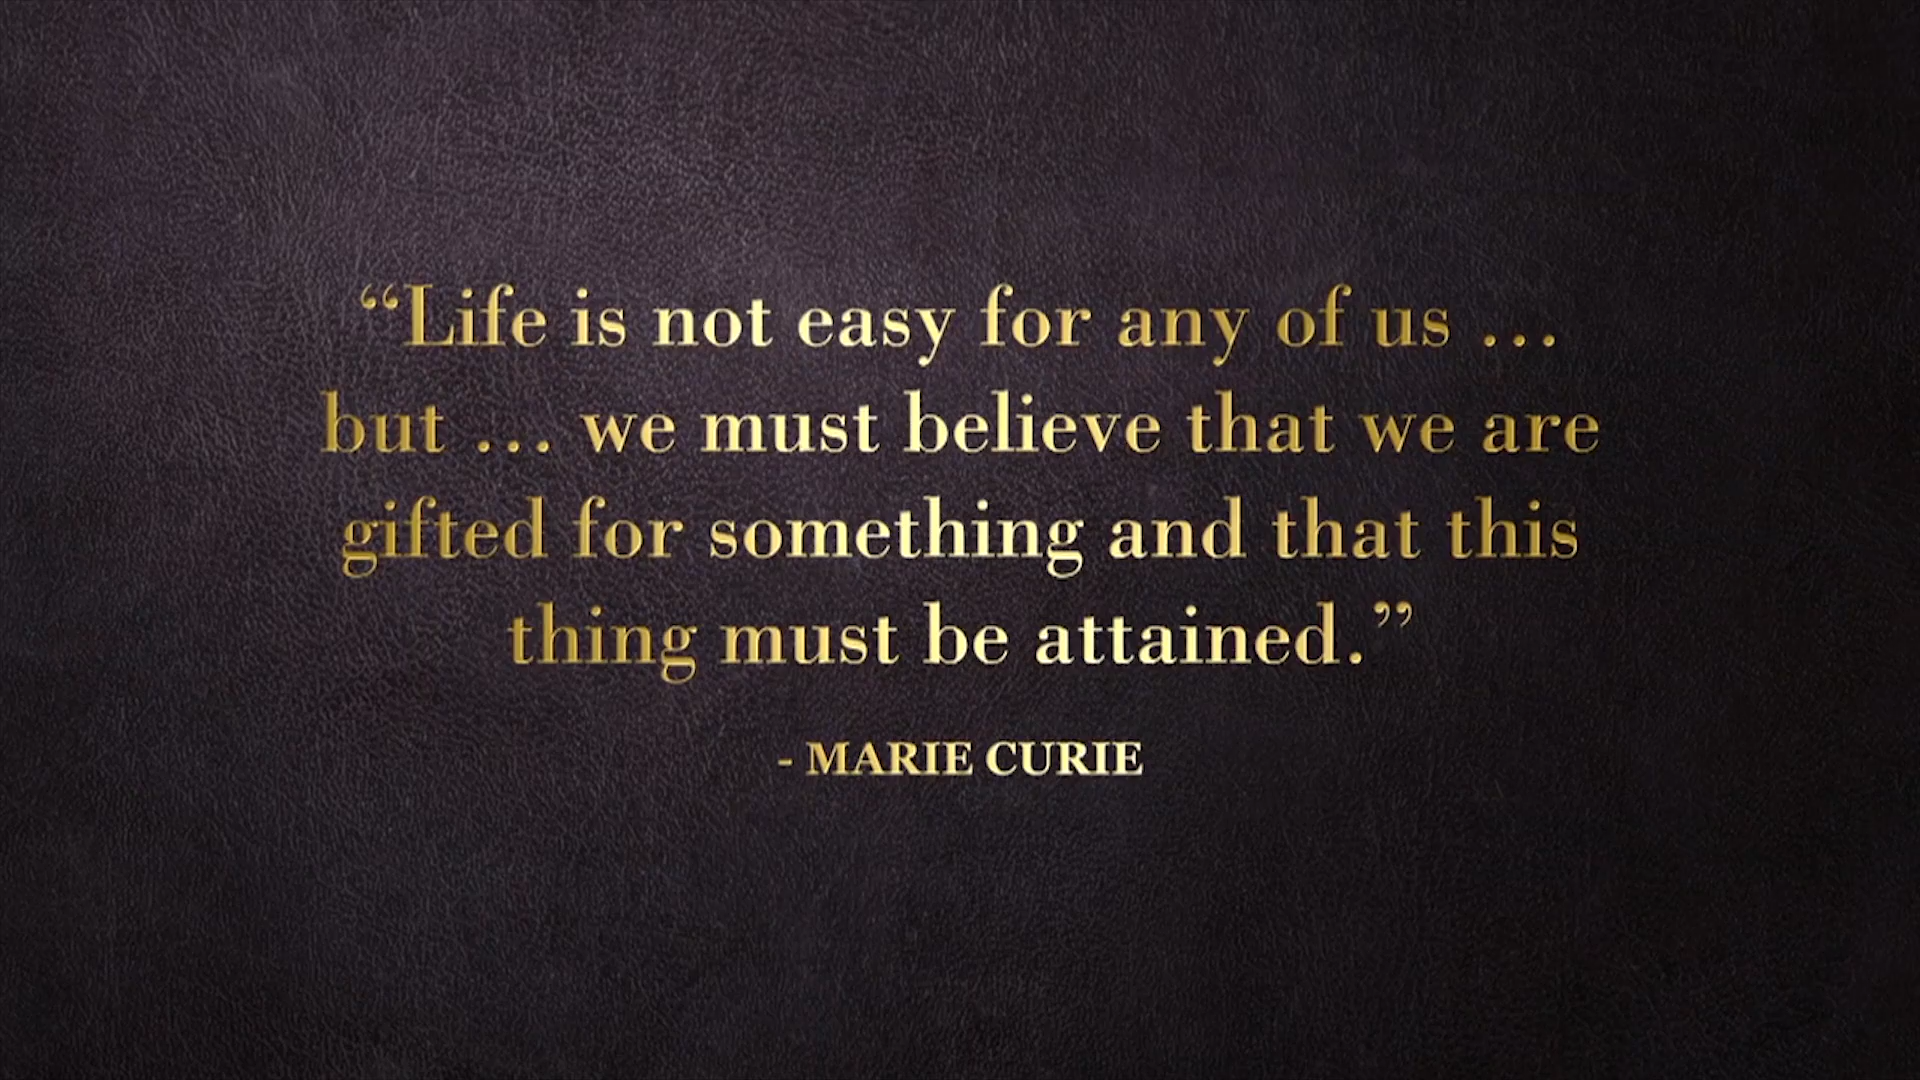 “Life is not easy for any of us …
but … we must believe that we are
gifted for something and that this
thing must be attained.”
- MARIE CURIE